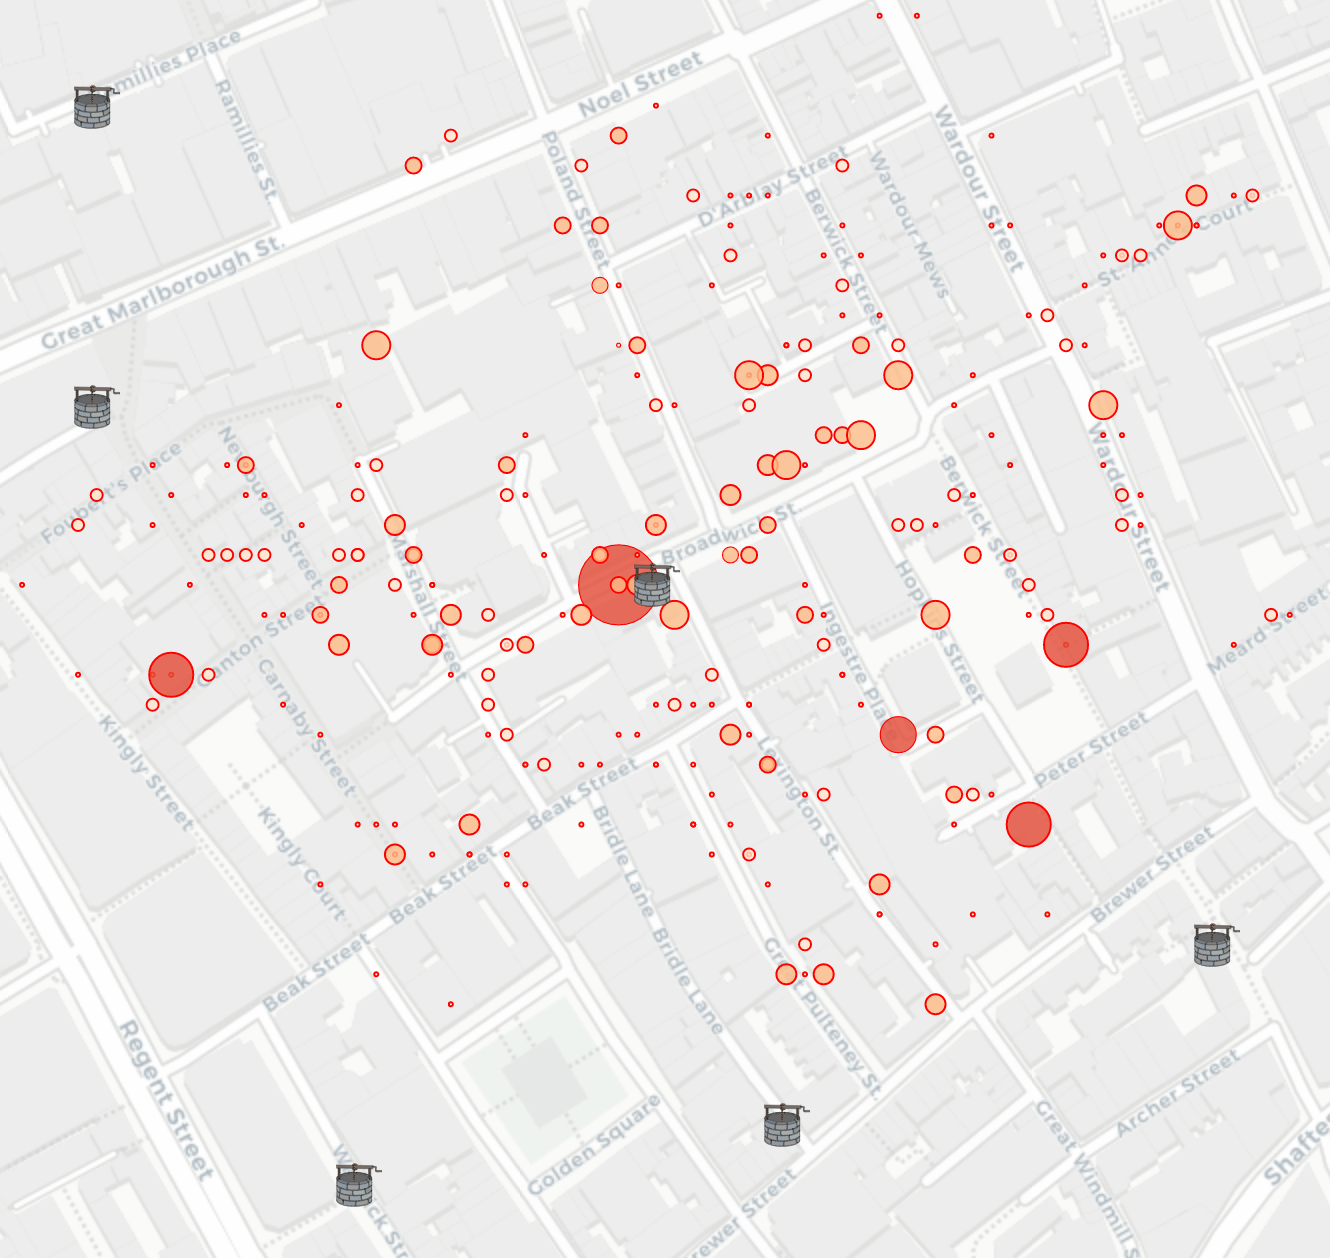 Ramillies Place
Ramillies St.
Noel Street
Poland Street
D'Arblay Street
Wardour Street
Wardour Mews
Berwick Street
St. Anne's Court
Great Marlborough St.
Foubert's Place
Newburgh Street
Marshall Street
Broadwick St.
Berwick Street
Wardour Street
Hopkins Street
Ingestre Place
Meard Street
Ganton Street
Carnaby Street
Kingly Street
Kingly Court
Lexington St.
Peter Street
Beak Street
Beak Street
Beak Street
Bridle Lane
Bridle Lane
Great Pulteney St.
Brewer Street
Regent Street
Golden Square
Archer Street
Great Windmill S
Shafte
Brewer Street